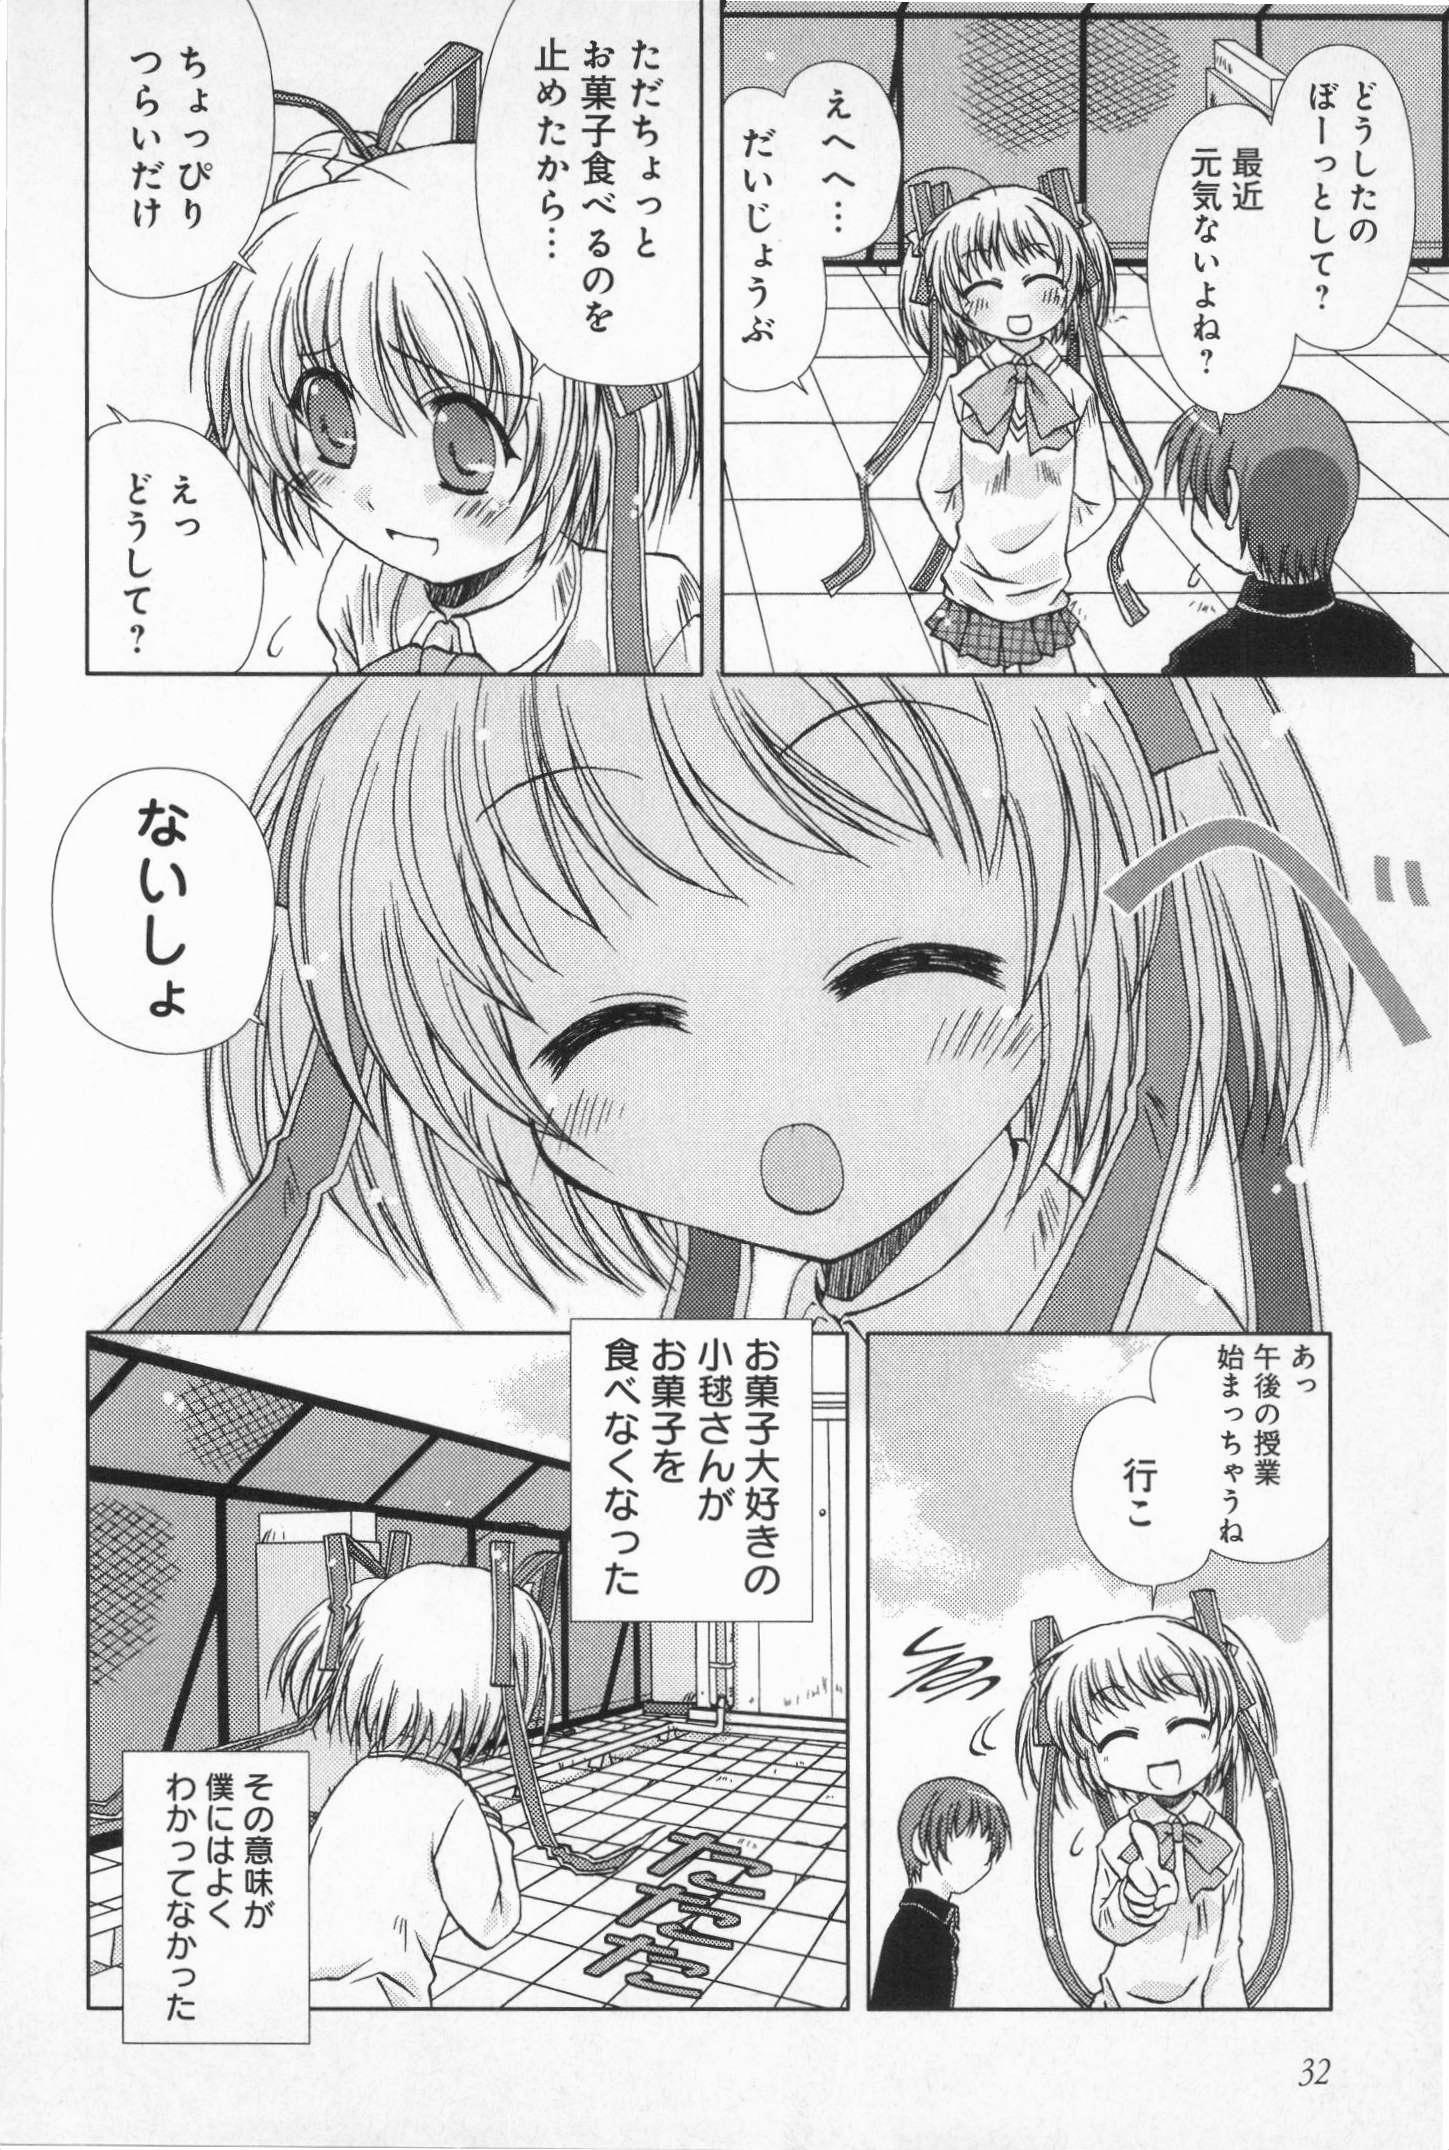 どうしたの
ぼーっとして?
最近
元気ないよね?
えへへ…
だいじょうぶ
ただちょっと
お菓子食べるのを
止めたから…
ちょっぴり
つらいだけ
えっ
どうして?
ないしょ
あっ
午後の授業
始まっちゃうね
行こ
お菓子大好きの
小毬さんが
お菓子を
食べなくなった
たたた
その意味が
僕にはよく
わかってなかった
32